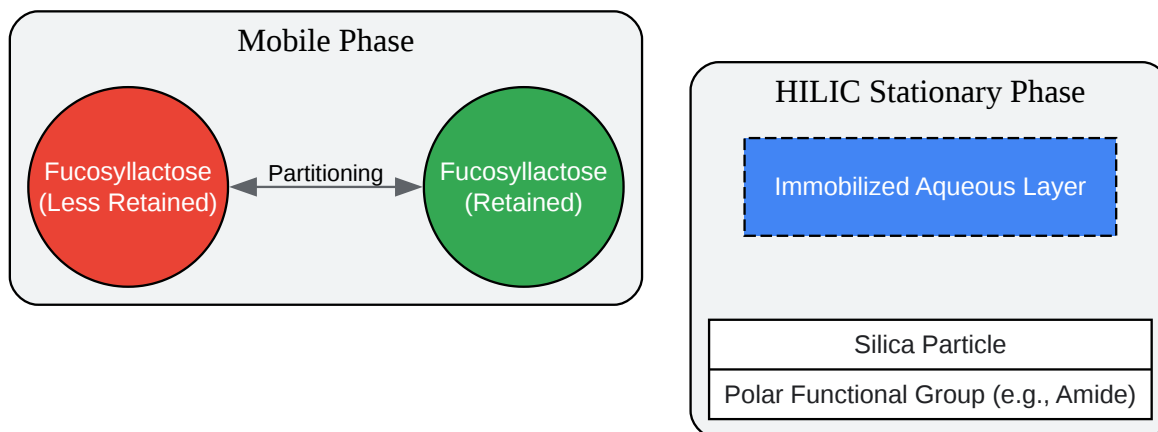 Mobile Phase
Fucosyllactose
(Less Retained)
Partitioning
Fucosyllactose
(Retained)
HILIC Stationary Phase
Immobilized Aqueous Layer
Silica Particle
Polar Functional Group (e.g., Amide)